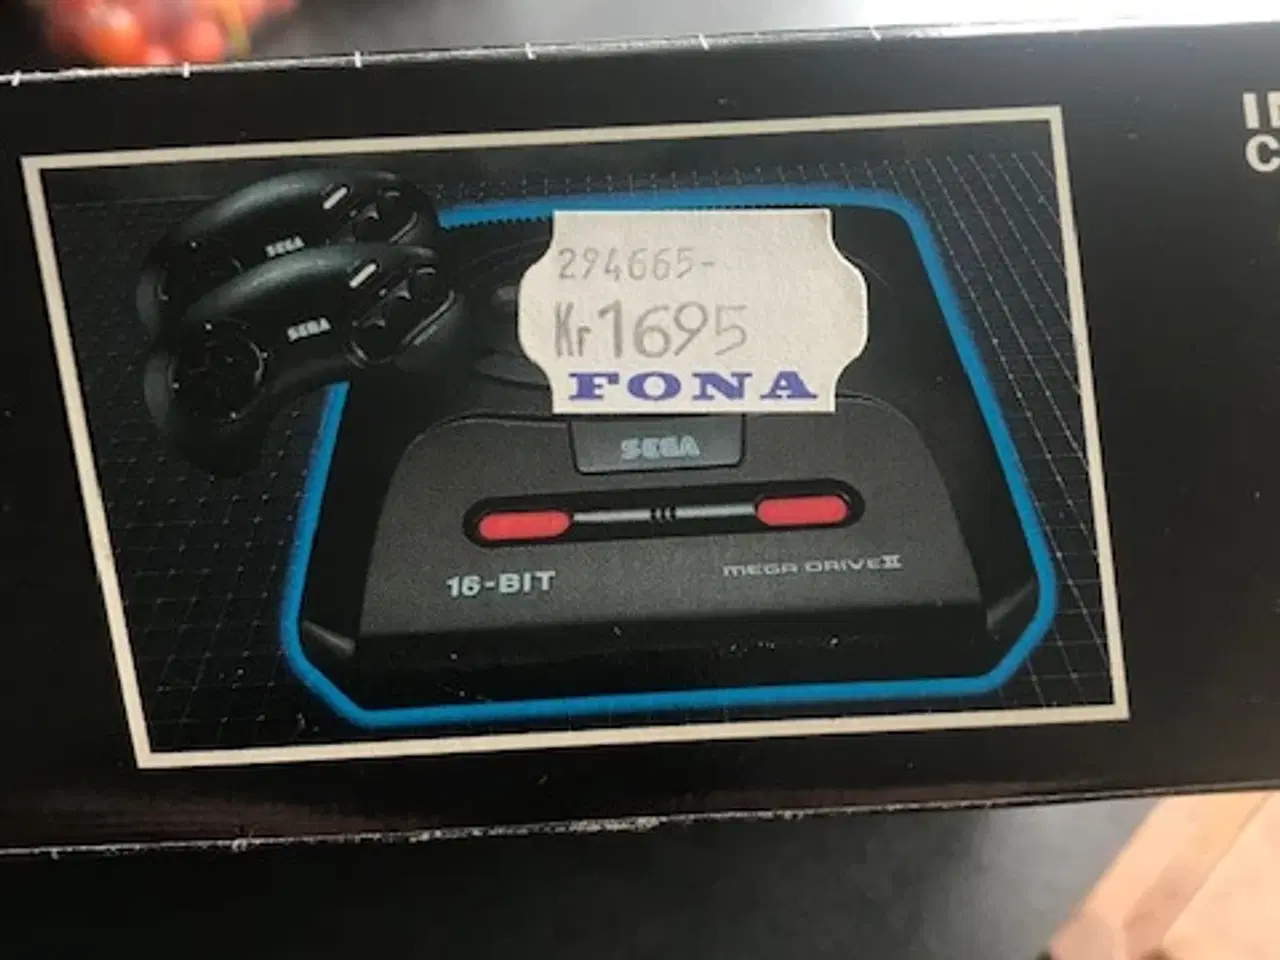 SEGA
SEGA
294665-
Kr 1695
FONA
SEGA
16-BIT
MEGA DRIVE II